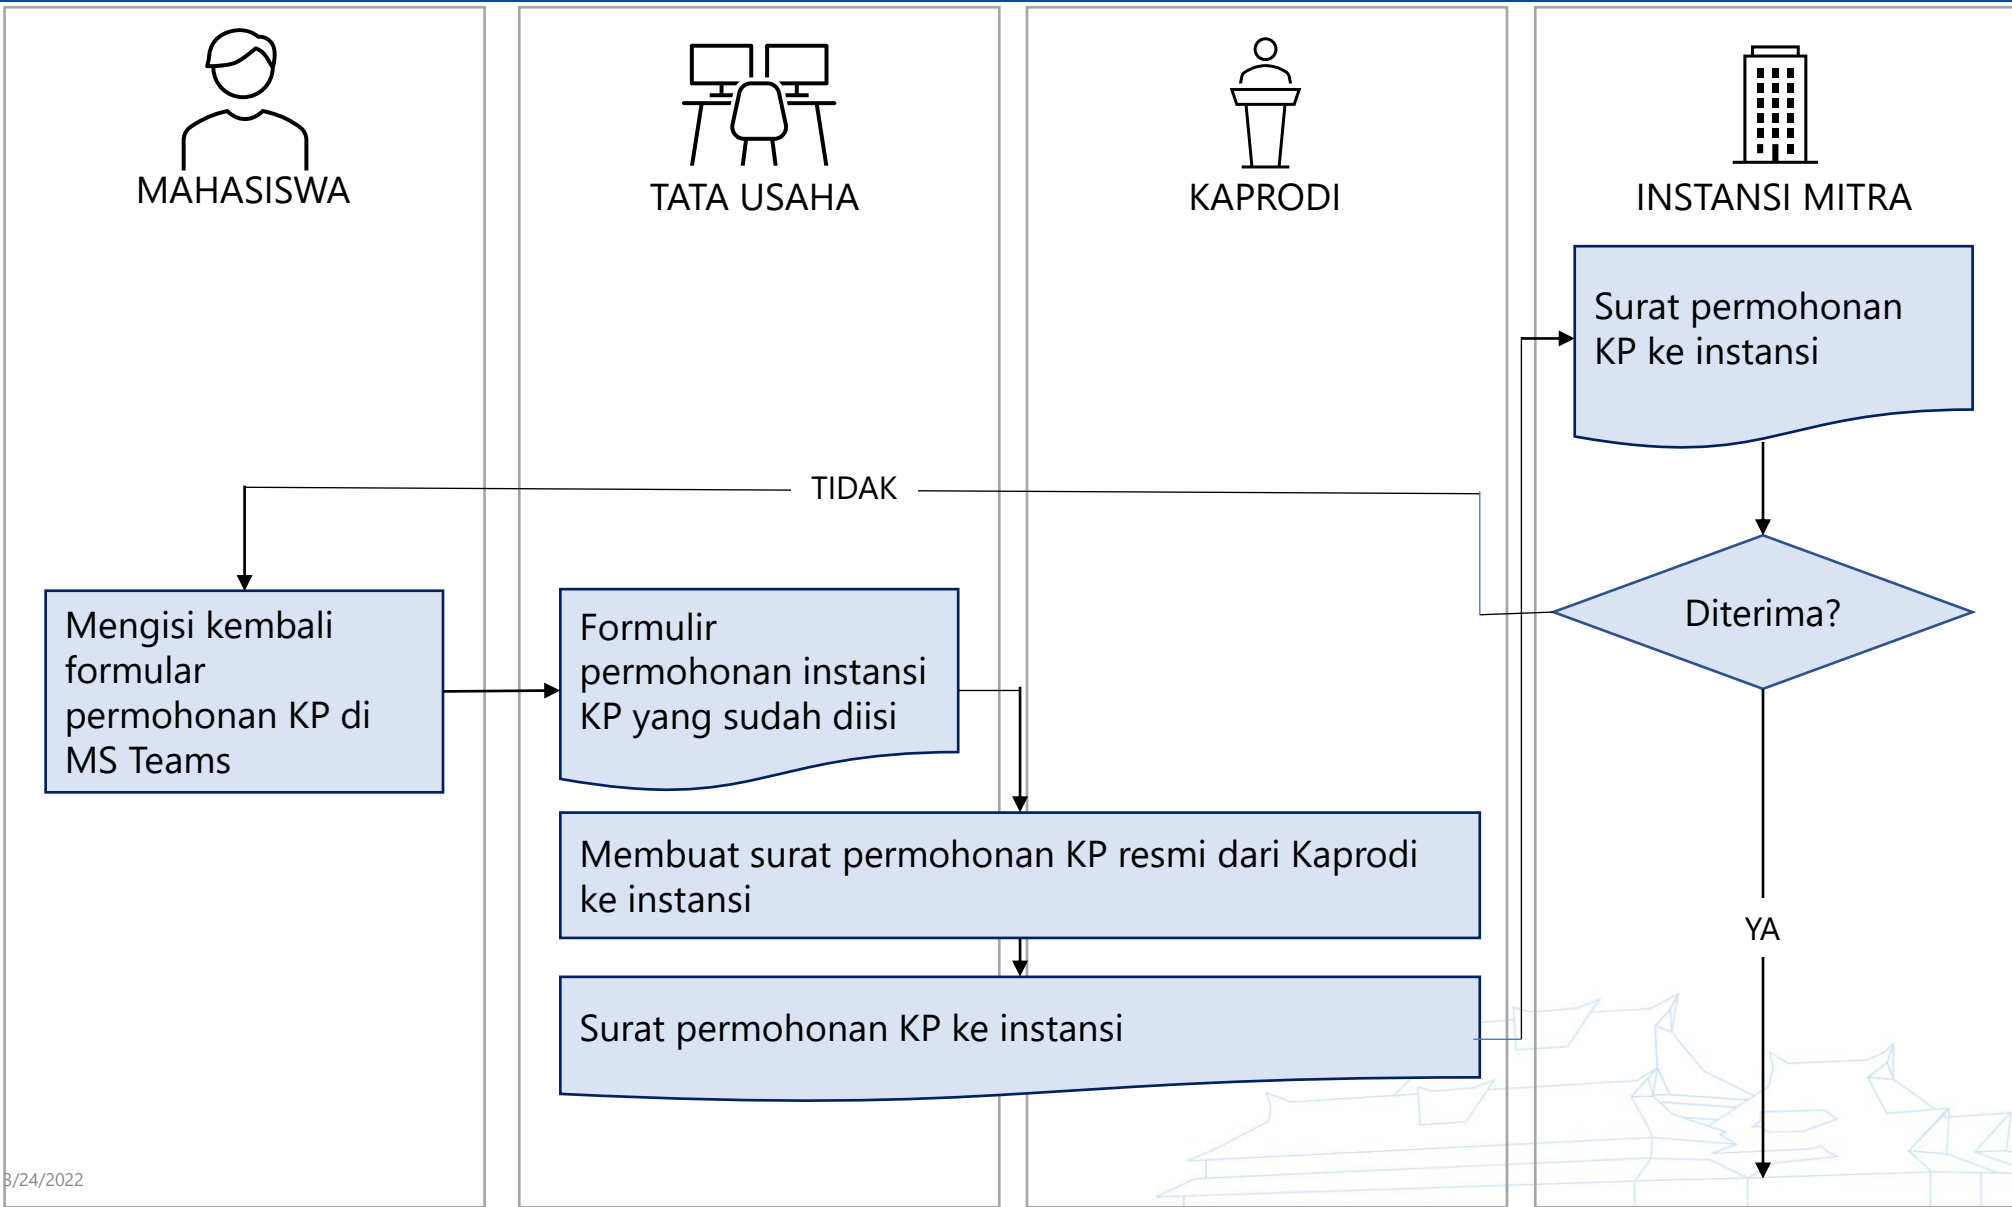 MAHASISWA
TATA USAHA
KAPRODI
INSTANSI MITRA
Surat permohonan
KP ke instansi
TIDAK
Diterima?
Mengisi kembali
formular
permohonan KP di
MS Teams
Formulir
permohonan instansi
KP yang sudah diisi
Membuat surat permohonan KP resmi dari Kaprodi
ke instansi
YA
Surat permohonan KP ke instansi
3/24/2022